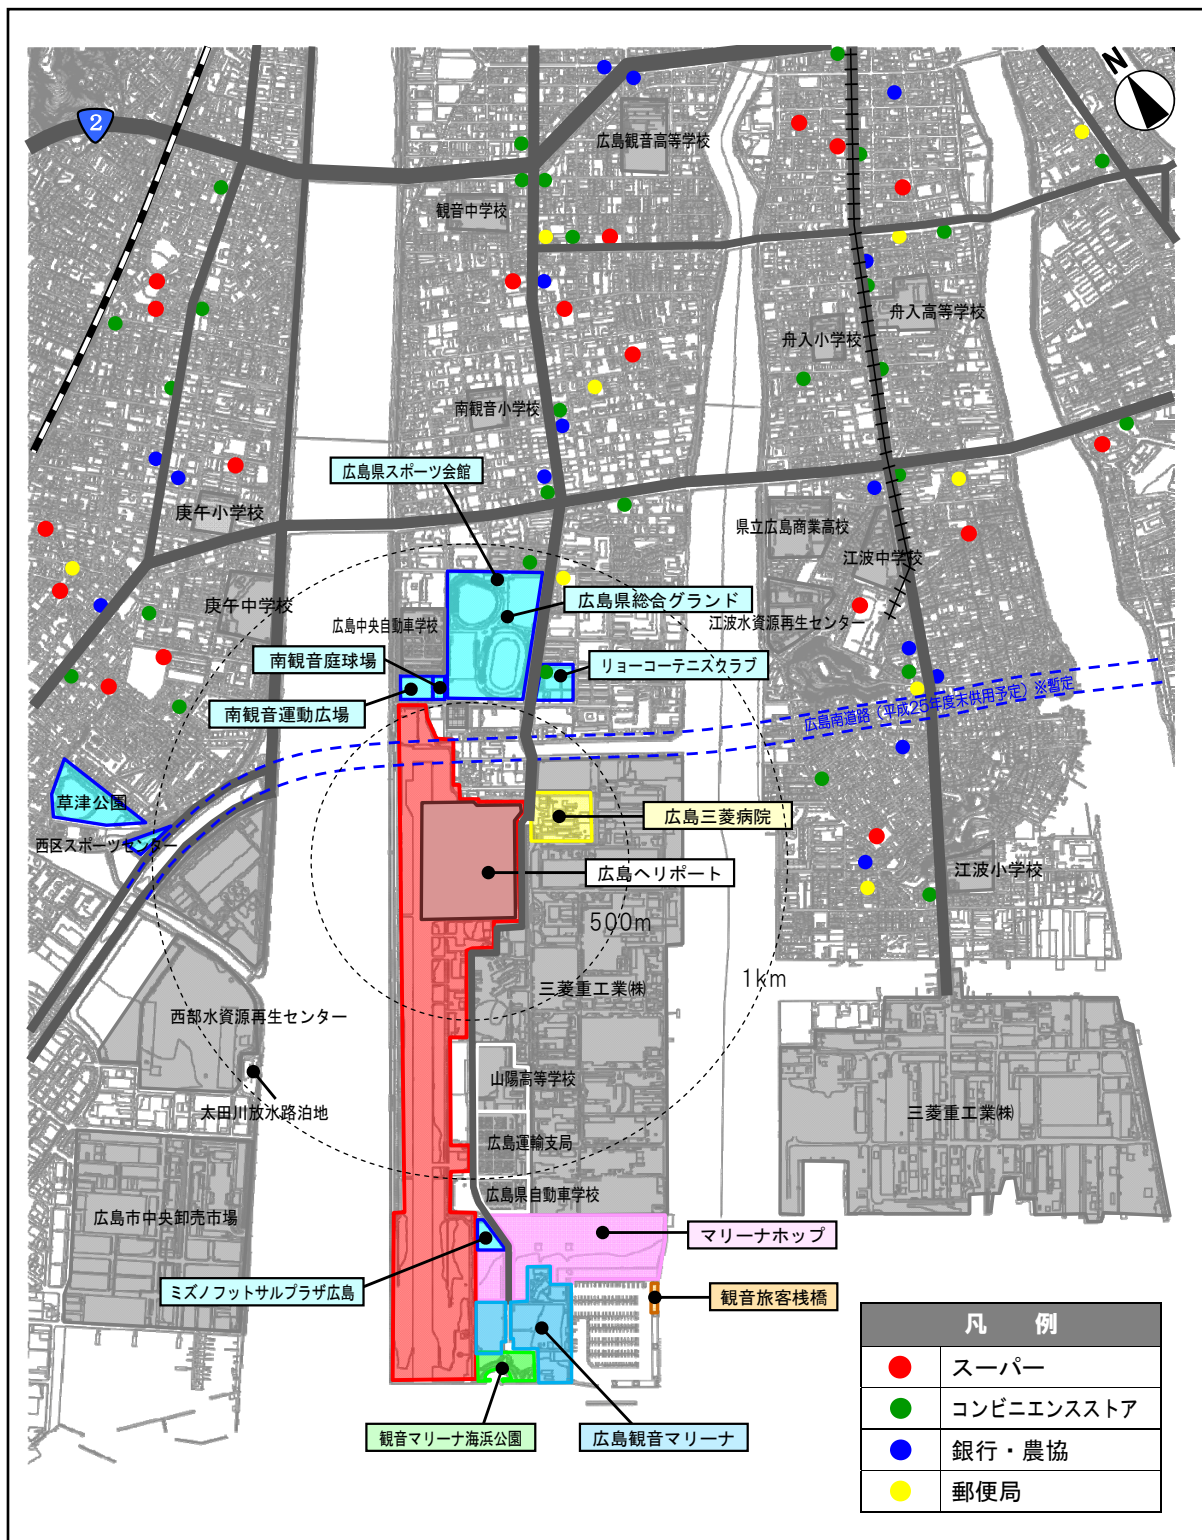 N
2
広島観音高等学校
観音中学校
舟入高等学校
舟入小学校
南観音小学校
広島県スポーツ会館
庚午小学校
県立広島商業高校
江波中学校
庚午中学校
広島県総合グランド
広島中央自動車学校
江波水資源再生センター
南観音庭球場
リョーコーテニスクラブ
南観音運動広場
広島南道路（平成25年度末供用予定）※暫定
草津公園
広島三菱病院
西区スポーツセンター
広島ヘリポート
江波小学校
500m
1km
三菱重工業㈱
西部水資源再生センター
山陽高等学校
太田川放水路泊地
三菱重工業㈱
広島運輸支局
広島県自動車学校
広島市中央卸売市場
マリーナホップ
ミズノフットサルプラザ広島
観音旅客桟橋
観音マリーナ海浜公園
広島観音マリーナ
凡 例
スーパー
コンビニエンスストア
銀行・農協
郵便局